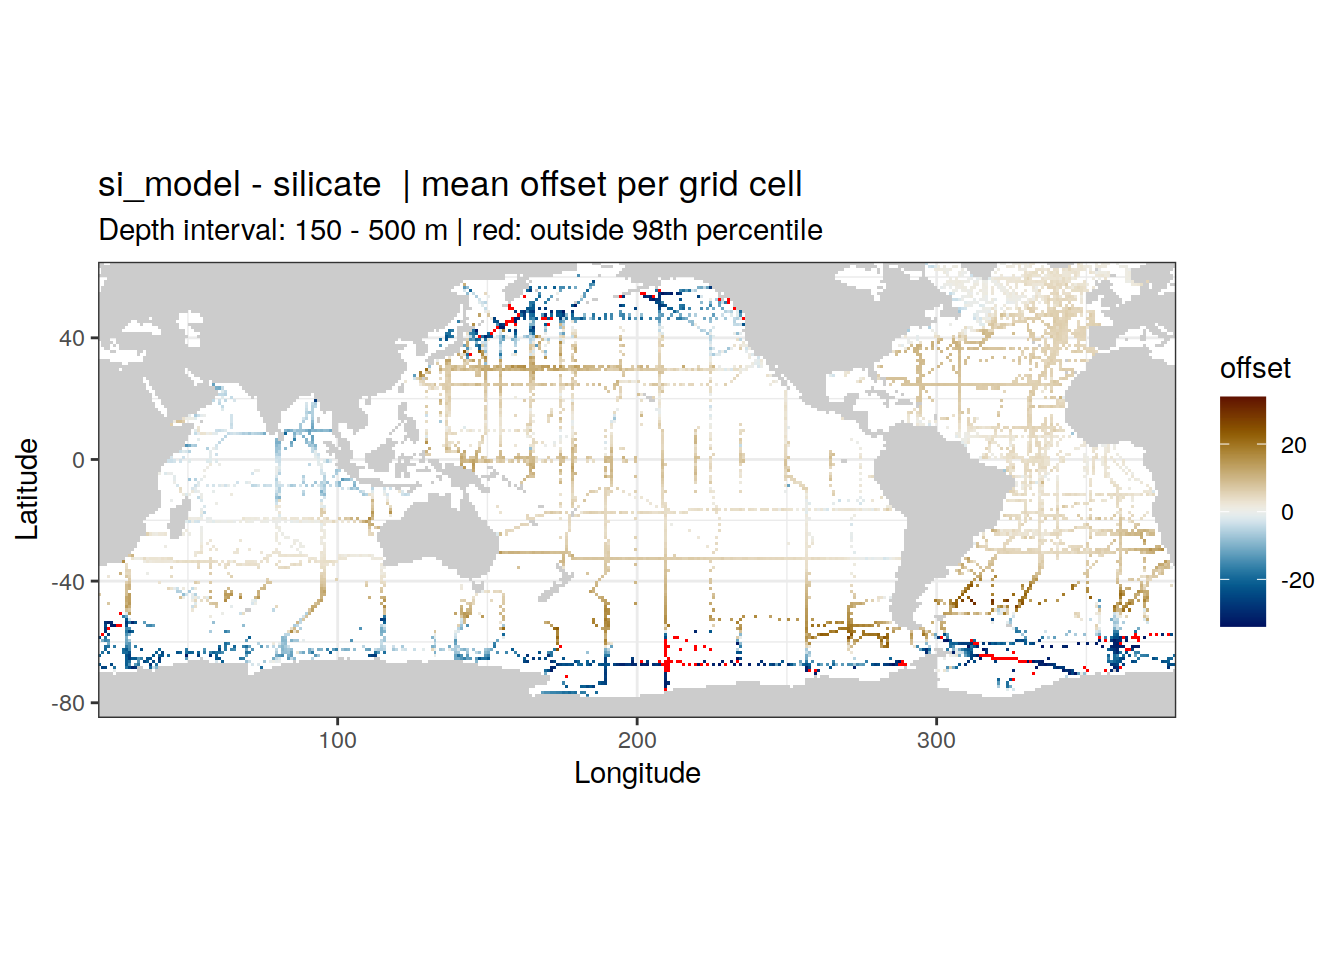 si_model - silicate  | mean offset per grid cell
Depth interval: 150 - 500 m | red: outside 98th percentile
40
0
-40
-80
Latitude
100
200
300
Longitude
offset
20
0
-20